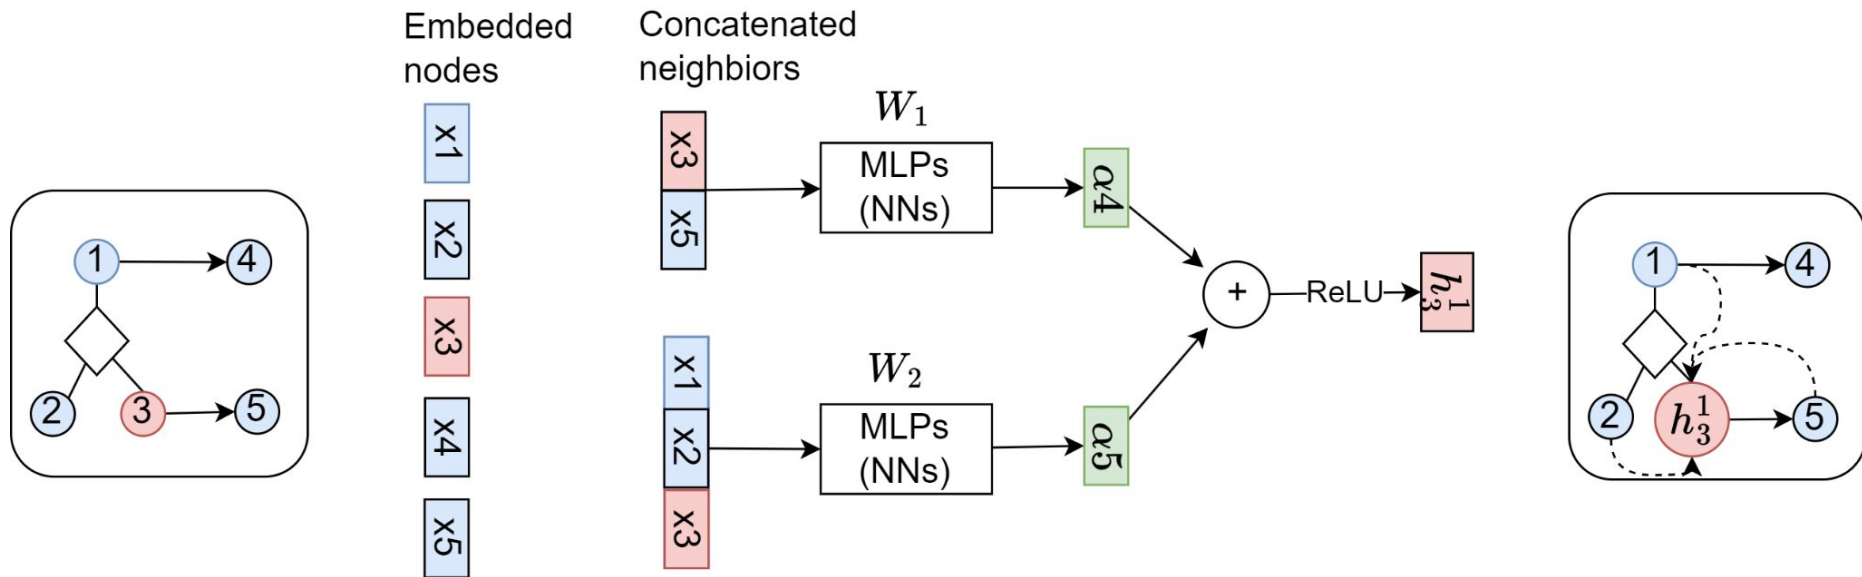 Embedded
nodes
Concatenated
neighbiors
x1
x2
x3
x4
x5
x3
x5
x1
x2
x3
W₁
MLPs
(NNs)
W₂
MLPs
(NNs)
α4
α5
+
ReLU
h₃¹
1
4
2
3
5
1
4
2
h₃¹
5